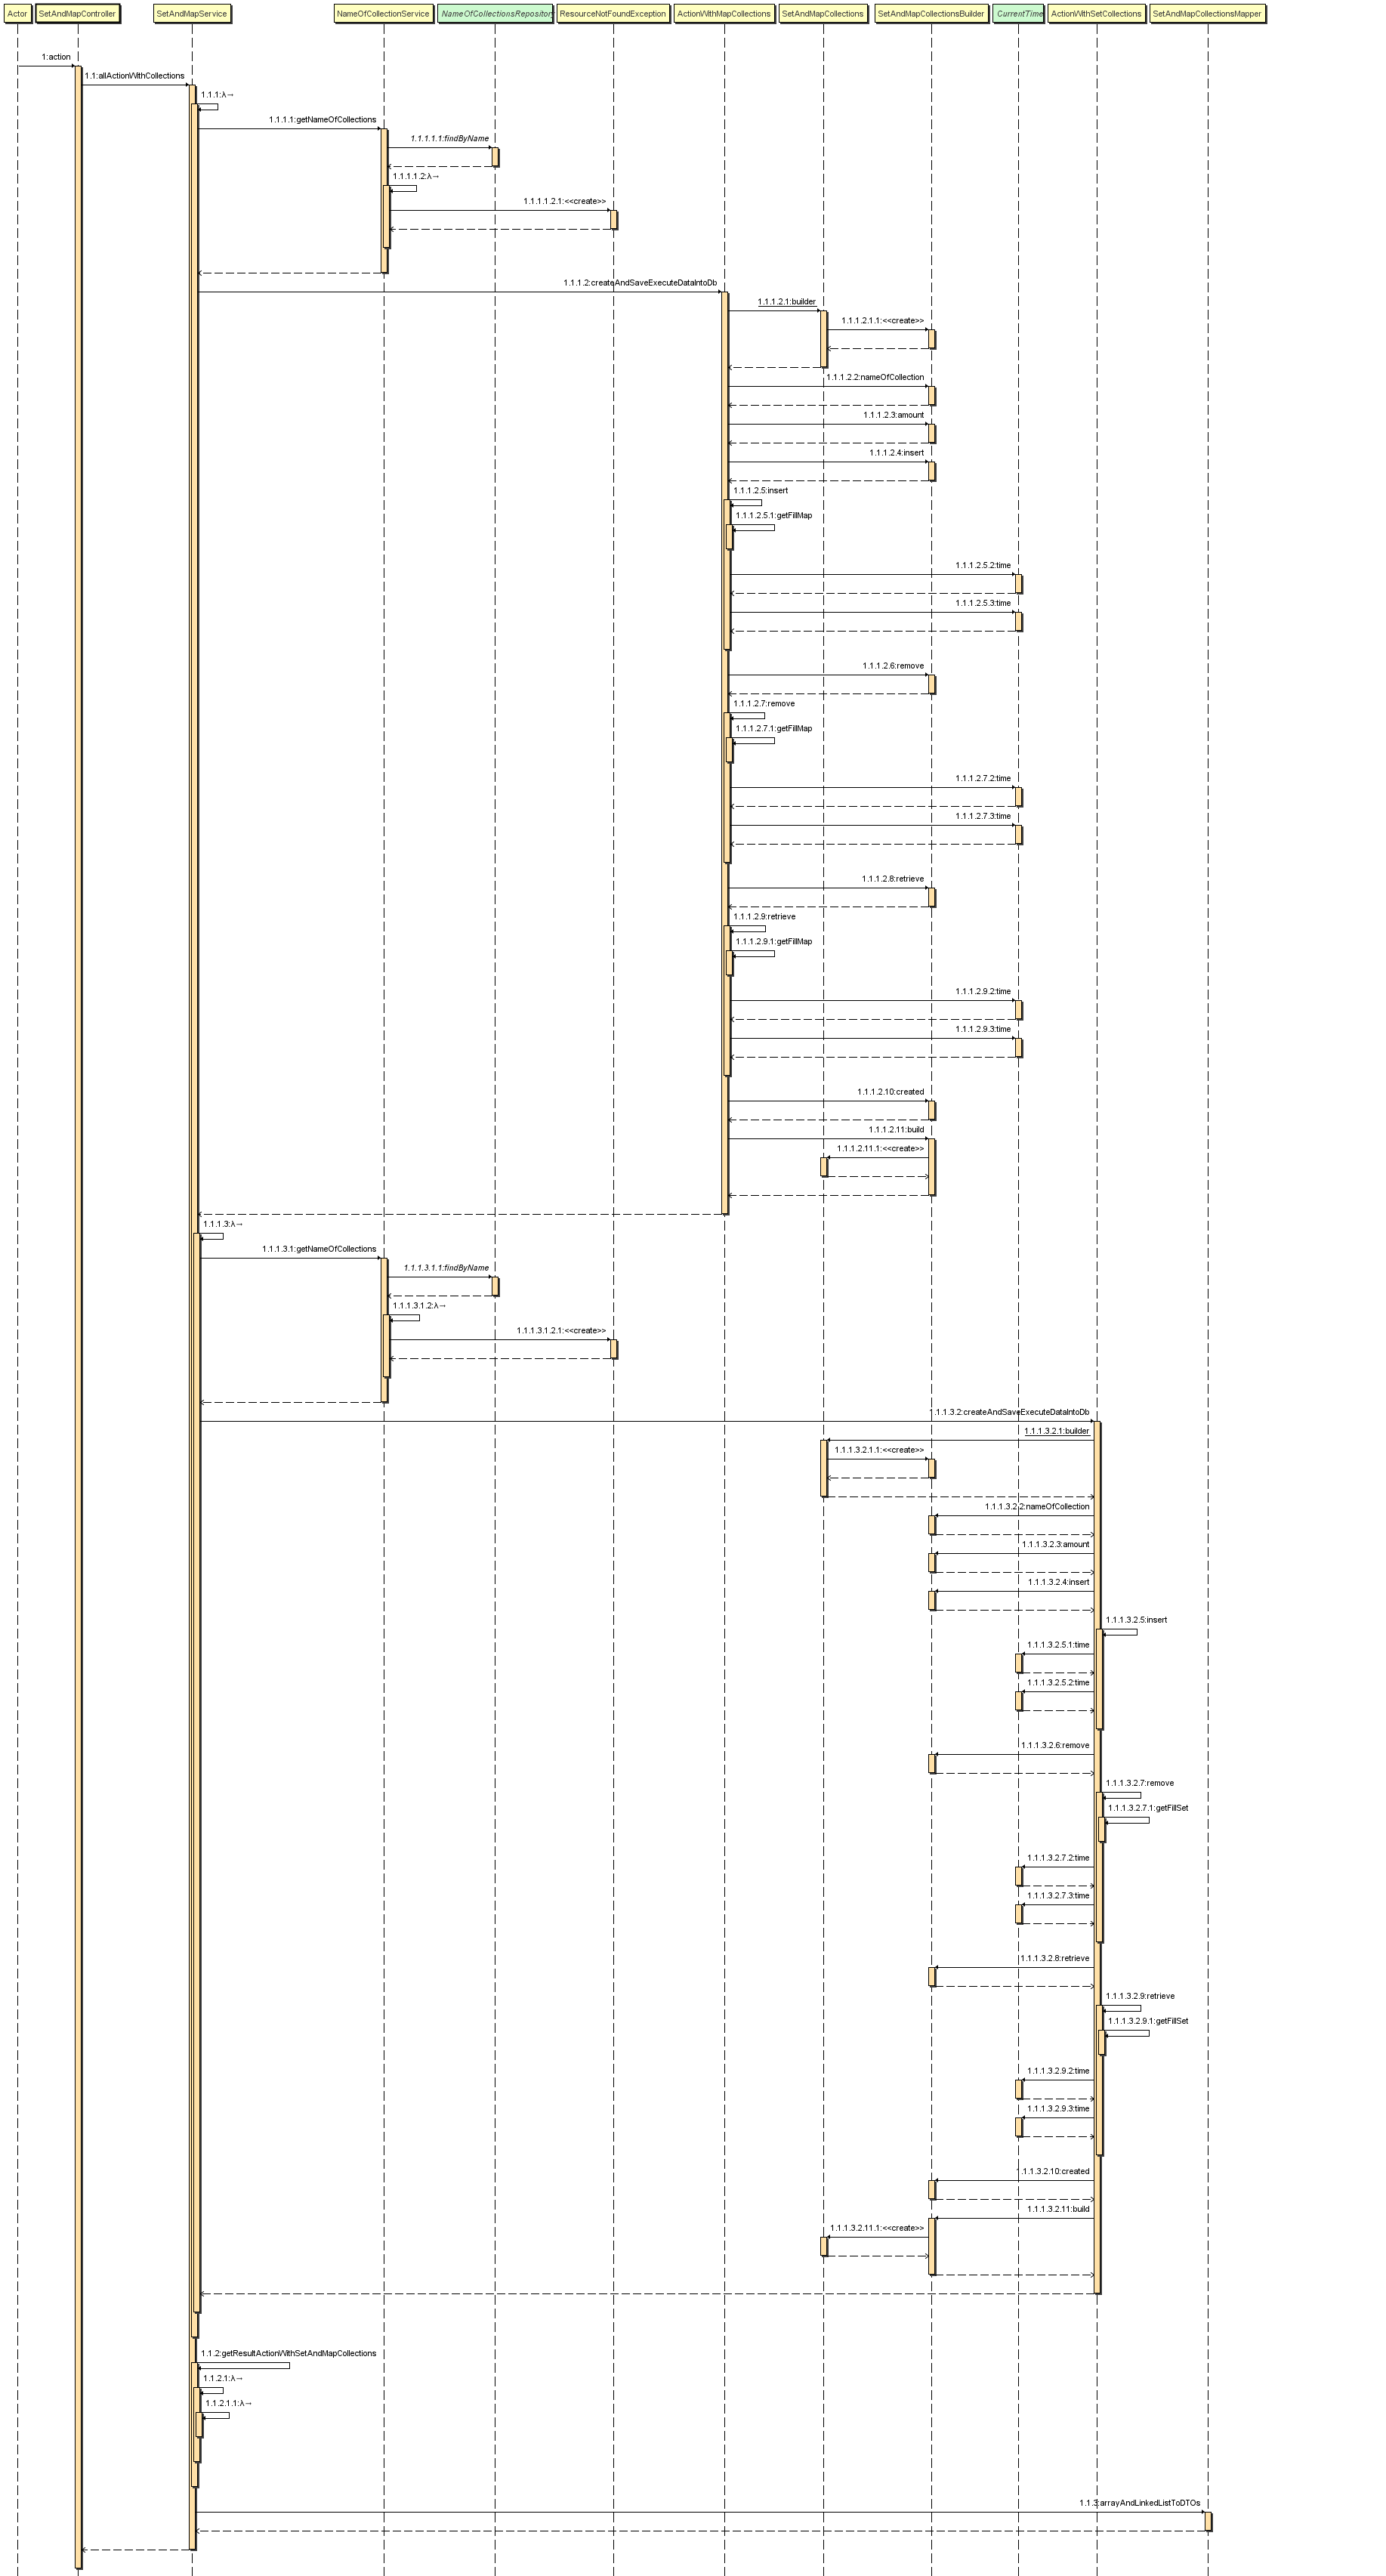 Actor
SetAndMapController
SetAndMapService
NameOfCollectionService
NameOfCollectionsRepository
ResourceNotFoundException
ActionWithMapCollections
SetAndMapCollections
SetAndMapCollectionsBuilder
CurrentTime
ActionWithSetCollections
SetAndMapCollectionsMapper
1:action
1.1:allActionWithCollections
1.1.1:λ→
1.1.1.1:getNameOfCollections
1.1.1.1.1:findByName
1.1.1.1.2:λ→
1.1.1.1.2.1:<<create>>
1.1.1.2:createAndSaveExecuteDataIntoDb
1.1.1.2.1:builder
1.1.1.2.1.1:<<create>>
1.1.1.2.2:nameOfCollection
1.1.1.2.3:amount
1.1.1.2.4:insert
1.1.1.2.5:insert
1.1.1.2.5.1:getFillMap
1.1.1.2.5.2:time
1.1.1.2.5.3:time
1.1.1.2.6:remove
1.1.1.2.7:remove
1.1.1.2.7.1:getFillMap
1.1.1.2.7.2:time
1.1.1.2.7.3:time
1.1.1.2.8:retrieve
1.1.1.2.9:retrieve
1.1.1.2.9.1:getFillMap
1.1.1.2.9.2:time
1.1.1.2.9.3:time
1.1.1.2.10:created
1.1.1.2.11:build
1.1.1.2.11.1:<<create>>
1.1.1.3:λ→
1.1.1.3.1:getNameOfCollections
1.1.1.3.1.1:findByName
1.1.1.3.1.2:λ→
1.1.1.3.1.2.1:<<create>>
1.1.1.3.2:createAndSaveExecuteDataIntoDb
1.1.1.3.2.1:builder
1.1.1.3.2.1.1:<<create>>
1.1.1.3.2.2:nameOfCollection
1.1.1.3.2.3:amount
1.1.1.3.2.4:insert
1.1.1.3.2.5:insert
1.1.1.3.2.5.1:time
1.1.1.3.2.5.2:time
1.1.1.3.2.6:remove
1.1.1.3.2.7:remove
1.1.1.3.2.7.1:getFillSet
1.1.1.3.2.7.2:time
1.1.1.3.2.7.3:time
1.1.1.3.2.8:retrieve
1.1.1.3.2.9:retrieve
1.1.1.3.2.9.1:getFillSet
1.1.1.3.2.9.2:time
1.1.1.3.2.9.3:time
1.1.1.3.2.10:created
1.1.1.3.2.11:build
1.1.1.3.2.11.1:<<create>>
1.1.2:getResultActionWithSetAndMapCollections
1.1.2.1:λ→
1.1.2.1.1:λ→
1.1.3:arrayAndLinkedListToDTOs